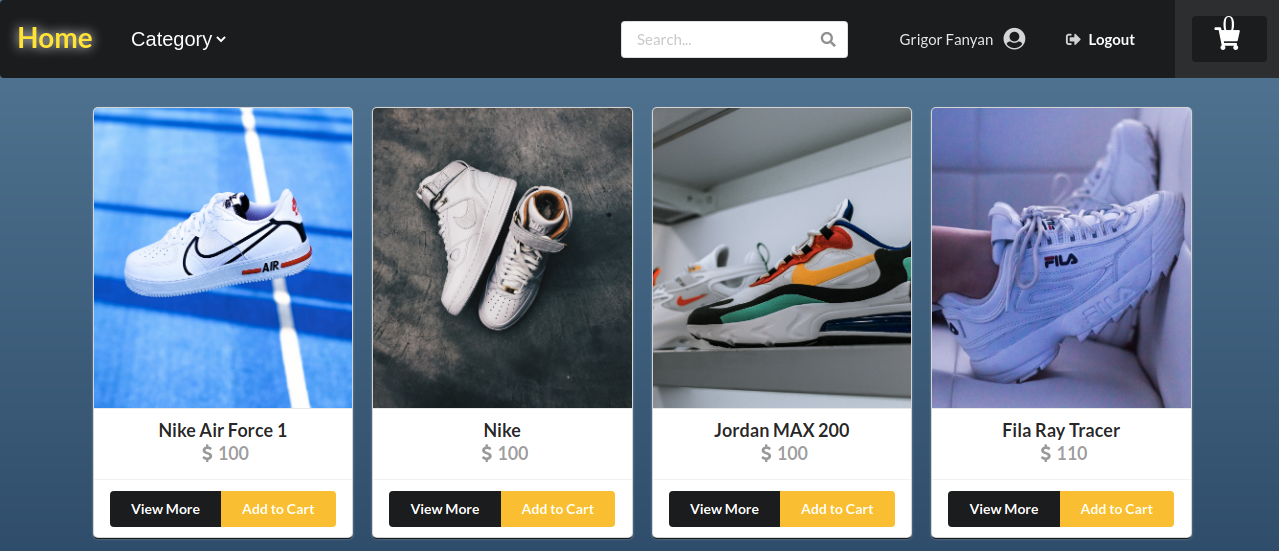 Home
Category
Search...
Grigor Fanyan
Logout
0
AIR
FILA
Nike Air Force 1
Nike
Jordan MAX 200
Fila Ray Tracer
$ 100
$ 100
$ 100
$ 110
View More
Add to Cart
View More
Add to Cart
View More
Add to Cart
View More
Add to Cart